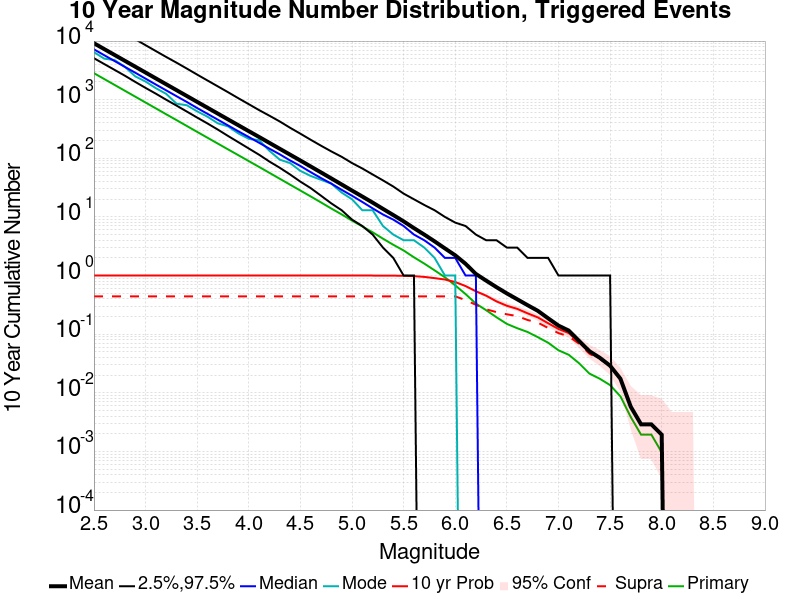 10 Year Magnitude Number Distribution, Triggered Events
10 Year Cumulative Number
10^4
10^3
10^2
10^1
10^0
10^-1
10^-2
10^-3
10^-4
2.5 3.0 3.5 4.0 4.5 5.0 5.5 6.0 6.5 7.0 7.5 8.0 8.5 9.0
Magnitude
Mean 2.5%,97.5% Median Mode 10 yr Prob 95% Conf Supra Primary